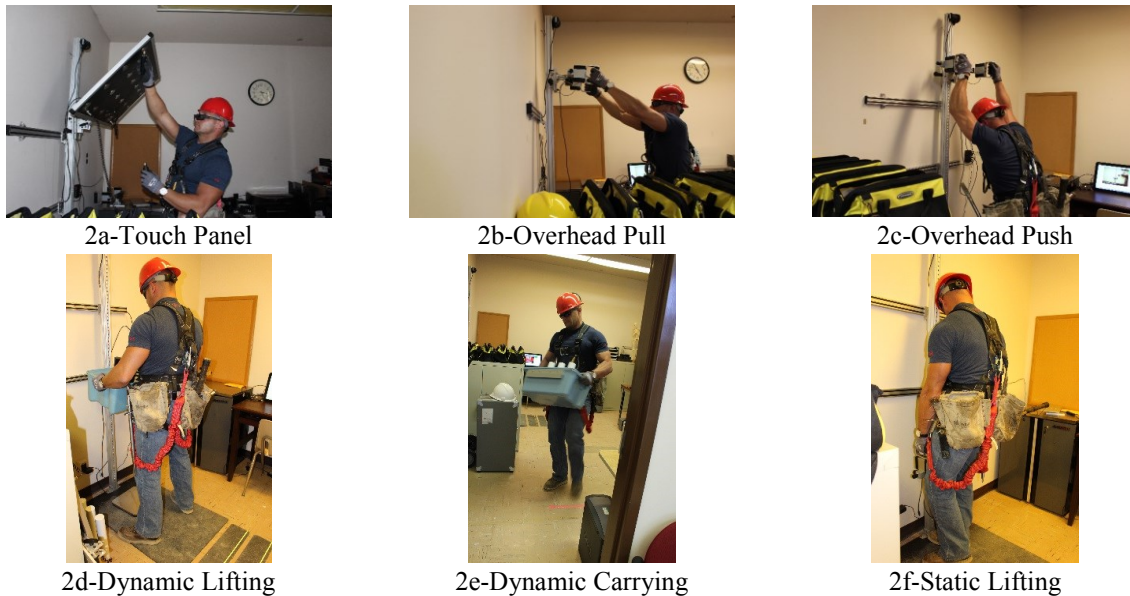 2a-Touch Panel
2b-Overhead Pull
2c-Overhead Push
2d-Dynamic Lifting
2e-Dynamic Carrying
2f-Static Lifting